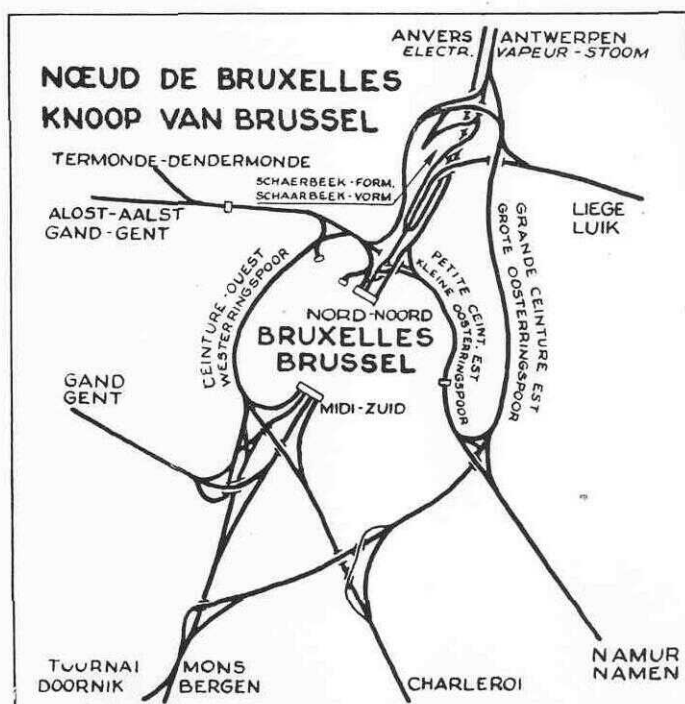 ANVERS ANTWERPEN
ELECTR. VAPEUR-STOOM
NŒUD DE BRUXELLES
KNOOP VAN BRUSSEL
TERMONDE-DENDERMONDE
SCHAERBEEK-FORM.
SCHAARBEEK-VORM.
ALOST-AALST
GAND-GENT
LIEGE
LUIK
CEINTURE-OUEST
WESTERRINGSPOOR
PETITE CEINT. EST
KLEINE OOSTERRINGSPOOR
GRANDE CEINTURE EST
GROTE OOSTERRINGSPOOR
NORD-NOORD
BRUXELLES
BRUSSEL
GAND
GENT
MIDI-ZUID
TOURNAI
DOORNIK
MONS
BERGEN
CHARLEROI
NAMUR
NAMEN